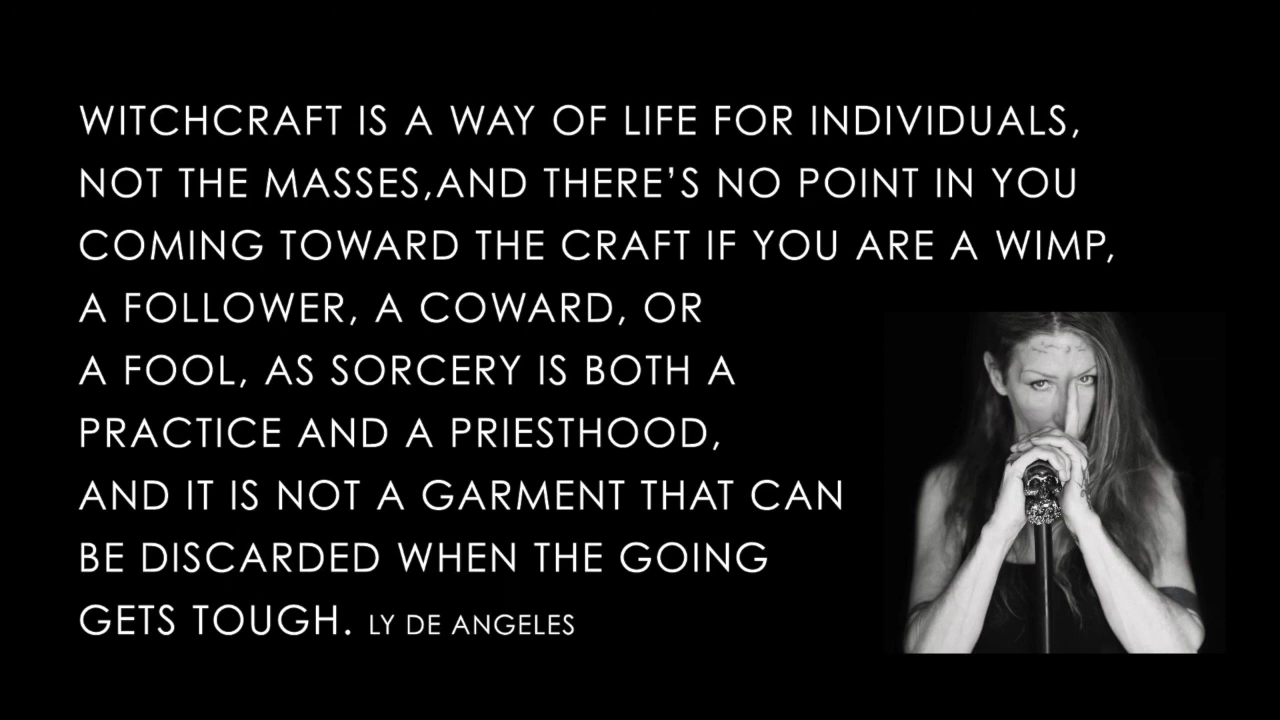 WITCHCRAFT IS A WAY OF LIFE FOR INDIVIDUALS,
NOT THE MASSES,AND THERE’S NO POINT IN YOU
COMING TOWARD THE CRAFT IF YOU ARE A WIMP,
A FOLLOWER, A COWARD, OR
A FOOL, AS SORCERY IS BOTH A
PRACTICE AND A PRIESTHOOD,
AND IT IS NOT A GARMENT THAT CAN
BE DISCARDED WHEN THE GOING
GETS TOUGH. LY DE ANGELES